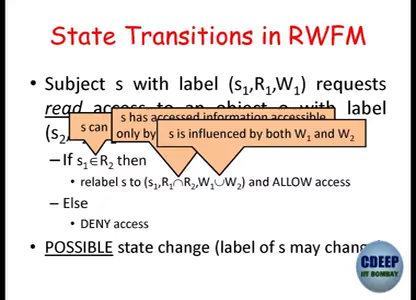 State Transitions in RWFM
• Subject s with label (s₁,R₁,W₁) requests
read access to an object o with label
(s₂,
s can
s has accessed information accessible
only by
s is influenced by both W₁ and W₂
–If s₁∈R₂ then
• relabel s to (s₁,R₁∩R₂,W₁∪W₂) and ALLOW access
–Else
• DENY access
• POSSIBLE state change (label of s may chang
CDEEP
IIT BOMBAY